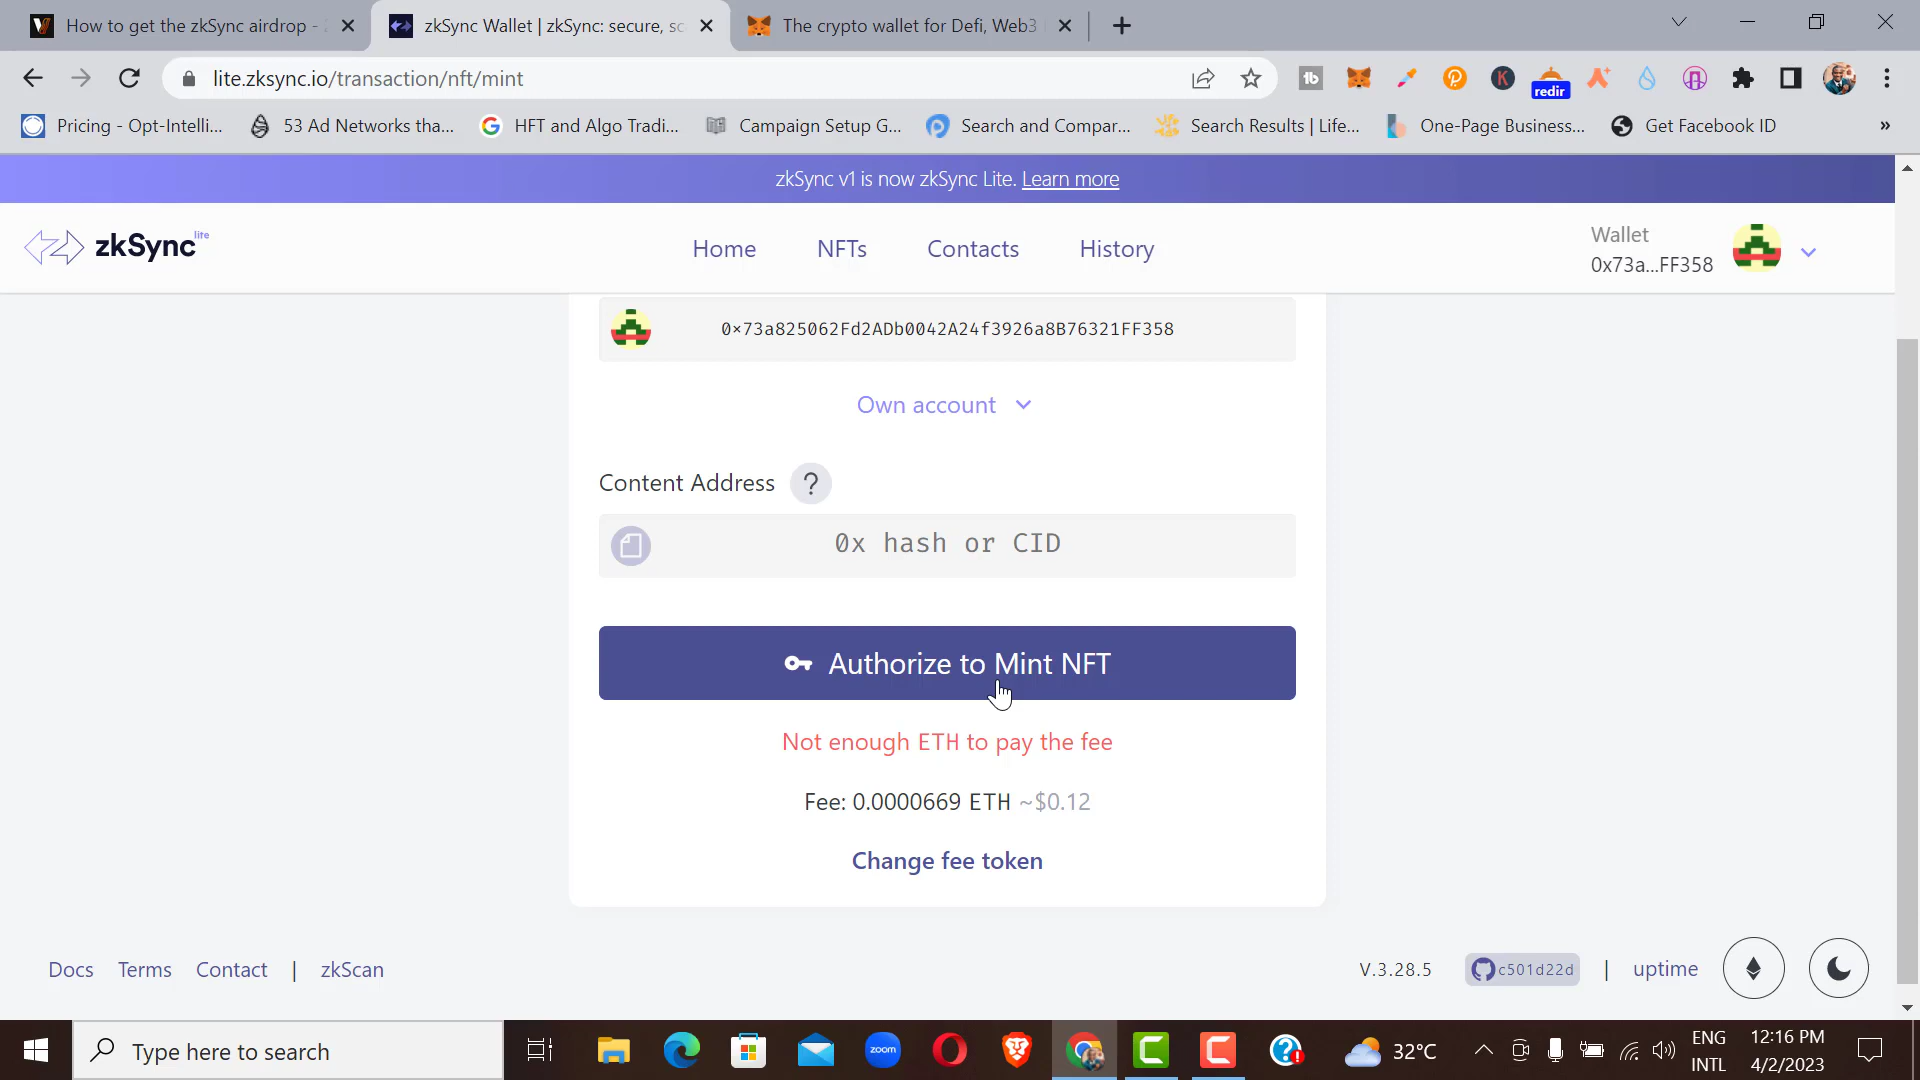 How to get the zkSync airdrop -
zkSync Wallet | zkSync: secure, sc
The crypto wallet for Defi, Web3
lite.zksync.io/transaction/nft/mint
redir
Pricing - Opt-Intelli...
53 Ad Networks tha...
HFT and Algo Tradi...
Campaign Setup G...
Search and Compar...
Search Results | Life...
One-Page Business...
Get Facebook ID
»
zkSync v1 is now zkSync Lite. Learn more
zkSync lite
Home
NFTs
Contacts
History
Wallet
0x73a...FF358
0×73a825062Fd2ADb0042A24f3926a8B76321FF358
Own account
Content Address ?
0x hash or CID
Authorize to Mint NFT
Not enough ETH to pay the fee
Fee: 0.0000669 ETH ~$0.12
Change fee token
Docs Terms Contact | zkScan
V.3.28.5 c501d22d | uptime
Type here to search
zoom
32°C
ENG
INTL
12:16 PM
4/2/2023